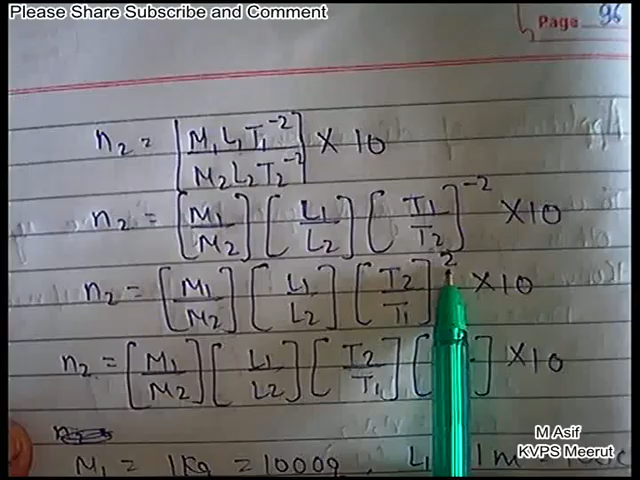 Please Share Subscribe and Comment
Page 96
n₂ = [M₁L₁T₁⁻² / M₂L₂T₂⁻²] × 10
n₂ = [M₁/M₂] [L₁/L₂] [T₁/T₂]⁻² × 10
n₂ = [M₁/M₂] [L₁/L₂] [T₂/T₁]² × 10
n₂ = [M₁/M₂] [L₁/L₂] [T₂/T₁] [ ] × 10
M₁ = 1Kg = 1000g, L₁ 1m =
M Asif
KVPS Meerut